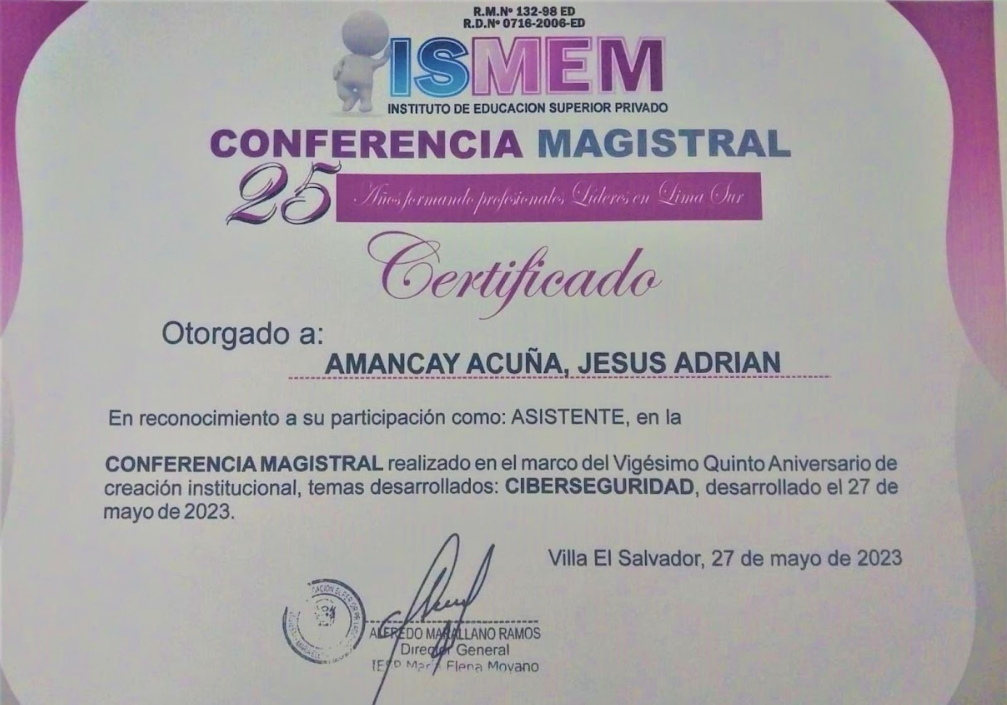 R.M.Nº 132-98 ED
R.D.Nº 0716-2006-ED
ISMEM
INSTITUTO DE EDUCACION SUPERIOR PRIVADO
CONFERENCIA MAGISTRAL
25 Años formando profesionales Líderes en Lima Sur
Certificado
Otorgado a:
AMANCAY ACUÑA, JESUS ADRIAN
En reconocimiento a su participación como: ASISTENTE, en la
CONFERENCIA MAGISTRAL realizado en el marco del Vigésimo Quinto Aniversario de
creación institucional, temas desarrollados: CIBERSEGURIDAD, desarrollado el 27 de
mayo de 2023.
Villa El Salvador, 27 de mayo de 2023
ALFREDO MARALLANO RAMOS
Director General
IESP María Elena Moyano